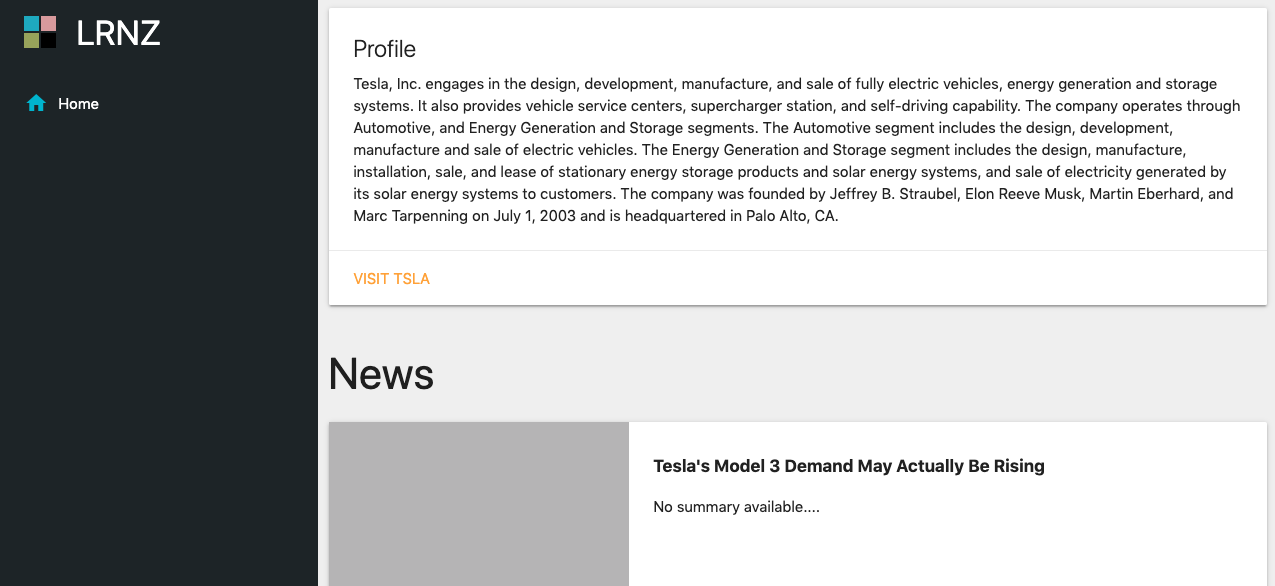 LRNZ
Home
Profile
Tesla, Inc. engages in the design, development, manufacture, and sale of fully electric vehicles, energy generation and storage
systems. It also provides vehicle service centers, supercharger station, and self-driving capability. The company operates through
Automotive, and Energy Generation and Storage segments. The Automotive segment includes the design, development,
manufacture and sale of electric vehicles. The Energy Generation and Storage segment includes the design, manufacture,
installation, sale, and lease of stationary energy storage products and solar energy systems, and sale of electricity generated by
its solar energy systems to customers. The company was founded by Jeffrey B. Straubel, Elon Reeve Musk, Martin Eberhard, and
Marc Tarpenning on July 1, 2003 and is headquartered in Palo Alto, CA.
VISIT TSLA
News
Tesla's Model 3 Demand May Actually Be Rising
No summary available....